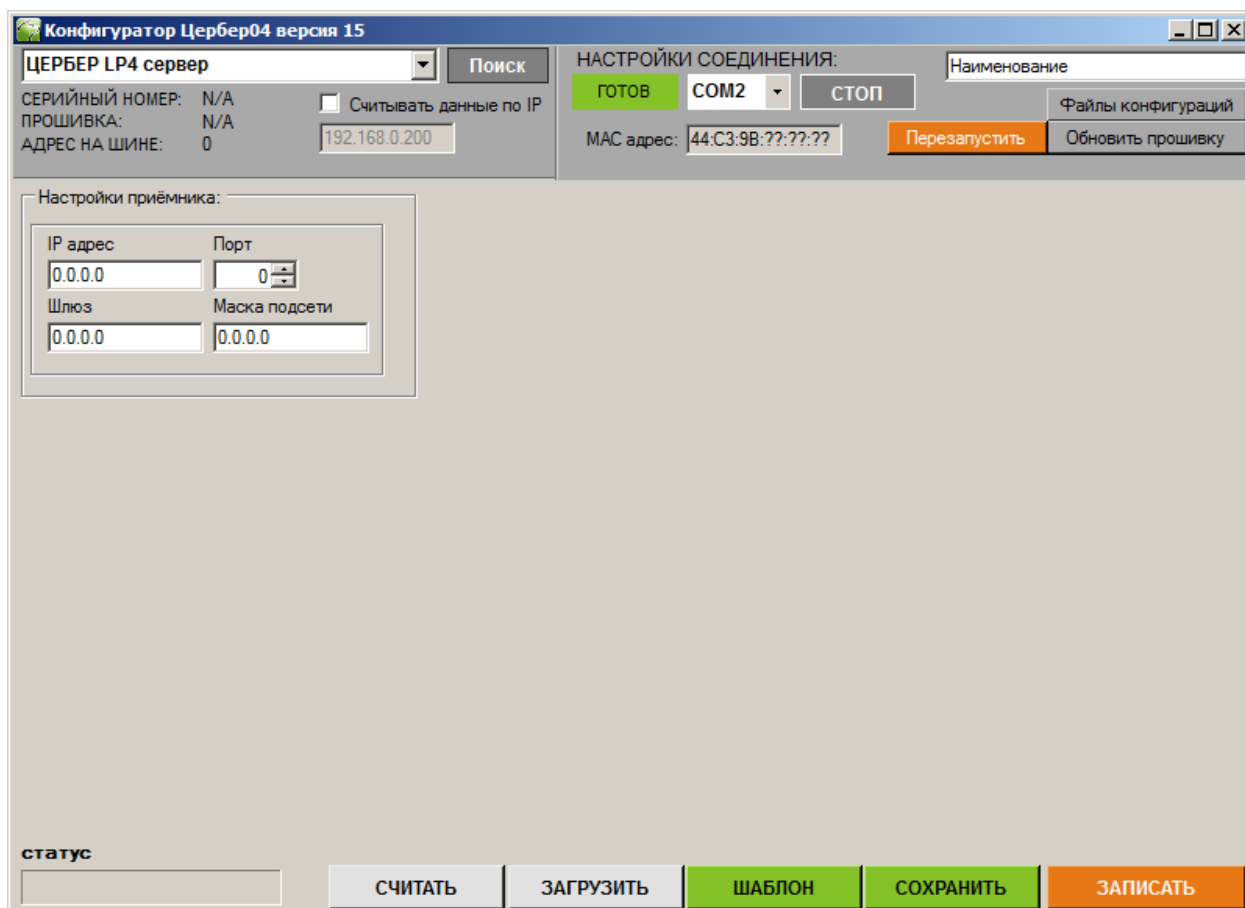 Конфигуратор Цербер04 версия 15
ЦЕРБЕР LP4 сервер
Поиск
СЕРИЙНЫЙ НОМЕР: N/A
ПРОШИВКА: N/A
АДРЕС НА ШИНЕ: 0
Считывать данные по IP
192.168.0.200
НАСТРОЙКИ СОЕДИНЕНИЯ:
ГОТОВ
COM2
СТОП
МАС адрес: 44:C3:9B:??:??:??
Наименование
Файлы конфигураций
Перезапустить
Обновить прошивку
Настройки приёмника:
IP адрес Порт
0.0.0.0 0
Шлюз Маска подсети
0.0.0.0 0.0.0.0
статус
СЧИТАТЬ
ЗАГРУЗИТЬ
ШАБЛОН
СОХРАНИТЬ
ЗАПИСАТЬ